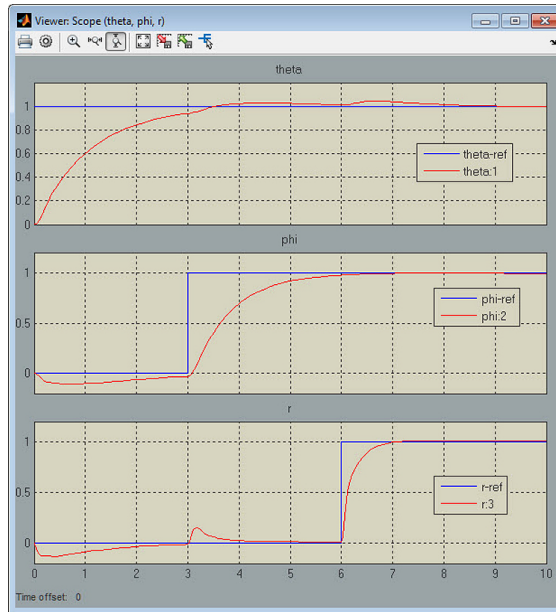 Viewer: Scope (theta, phi, r)
theta
1
0.8
0.6
0.4
0.2
0
theta-ref
theta:1
phi
1
0.5
0
phi-ref
phi:2
r
1
0.5
0
r-ref
r:3
0 1 2 3 4 5 6 7 8 9 10
Time offset: 0